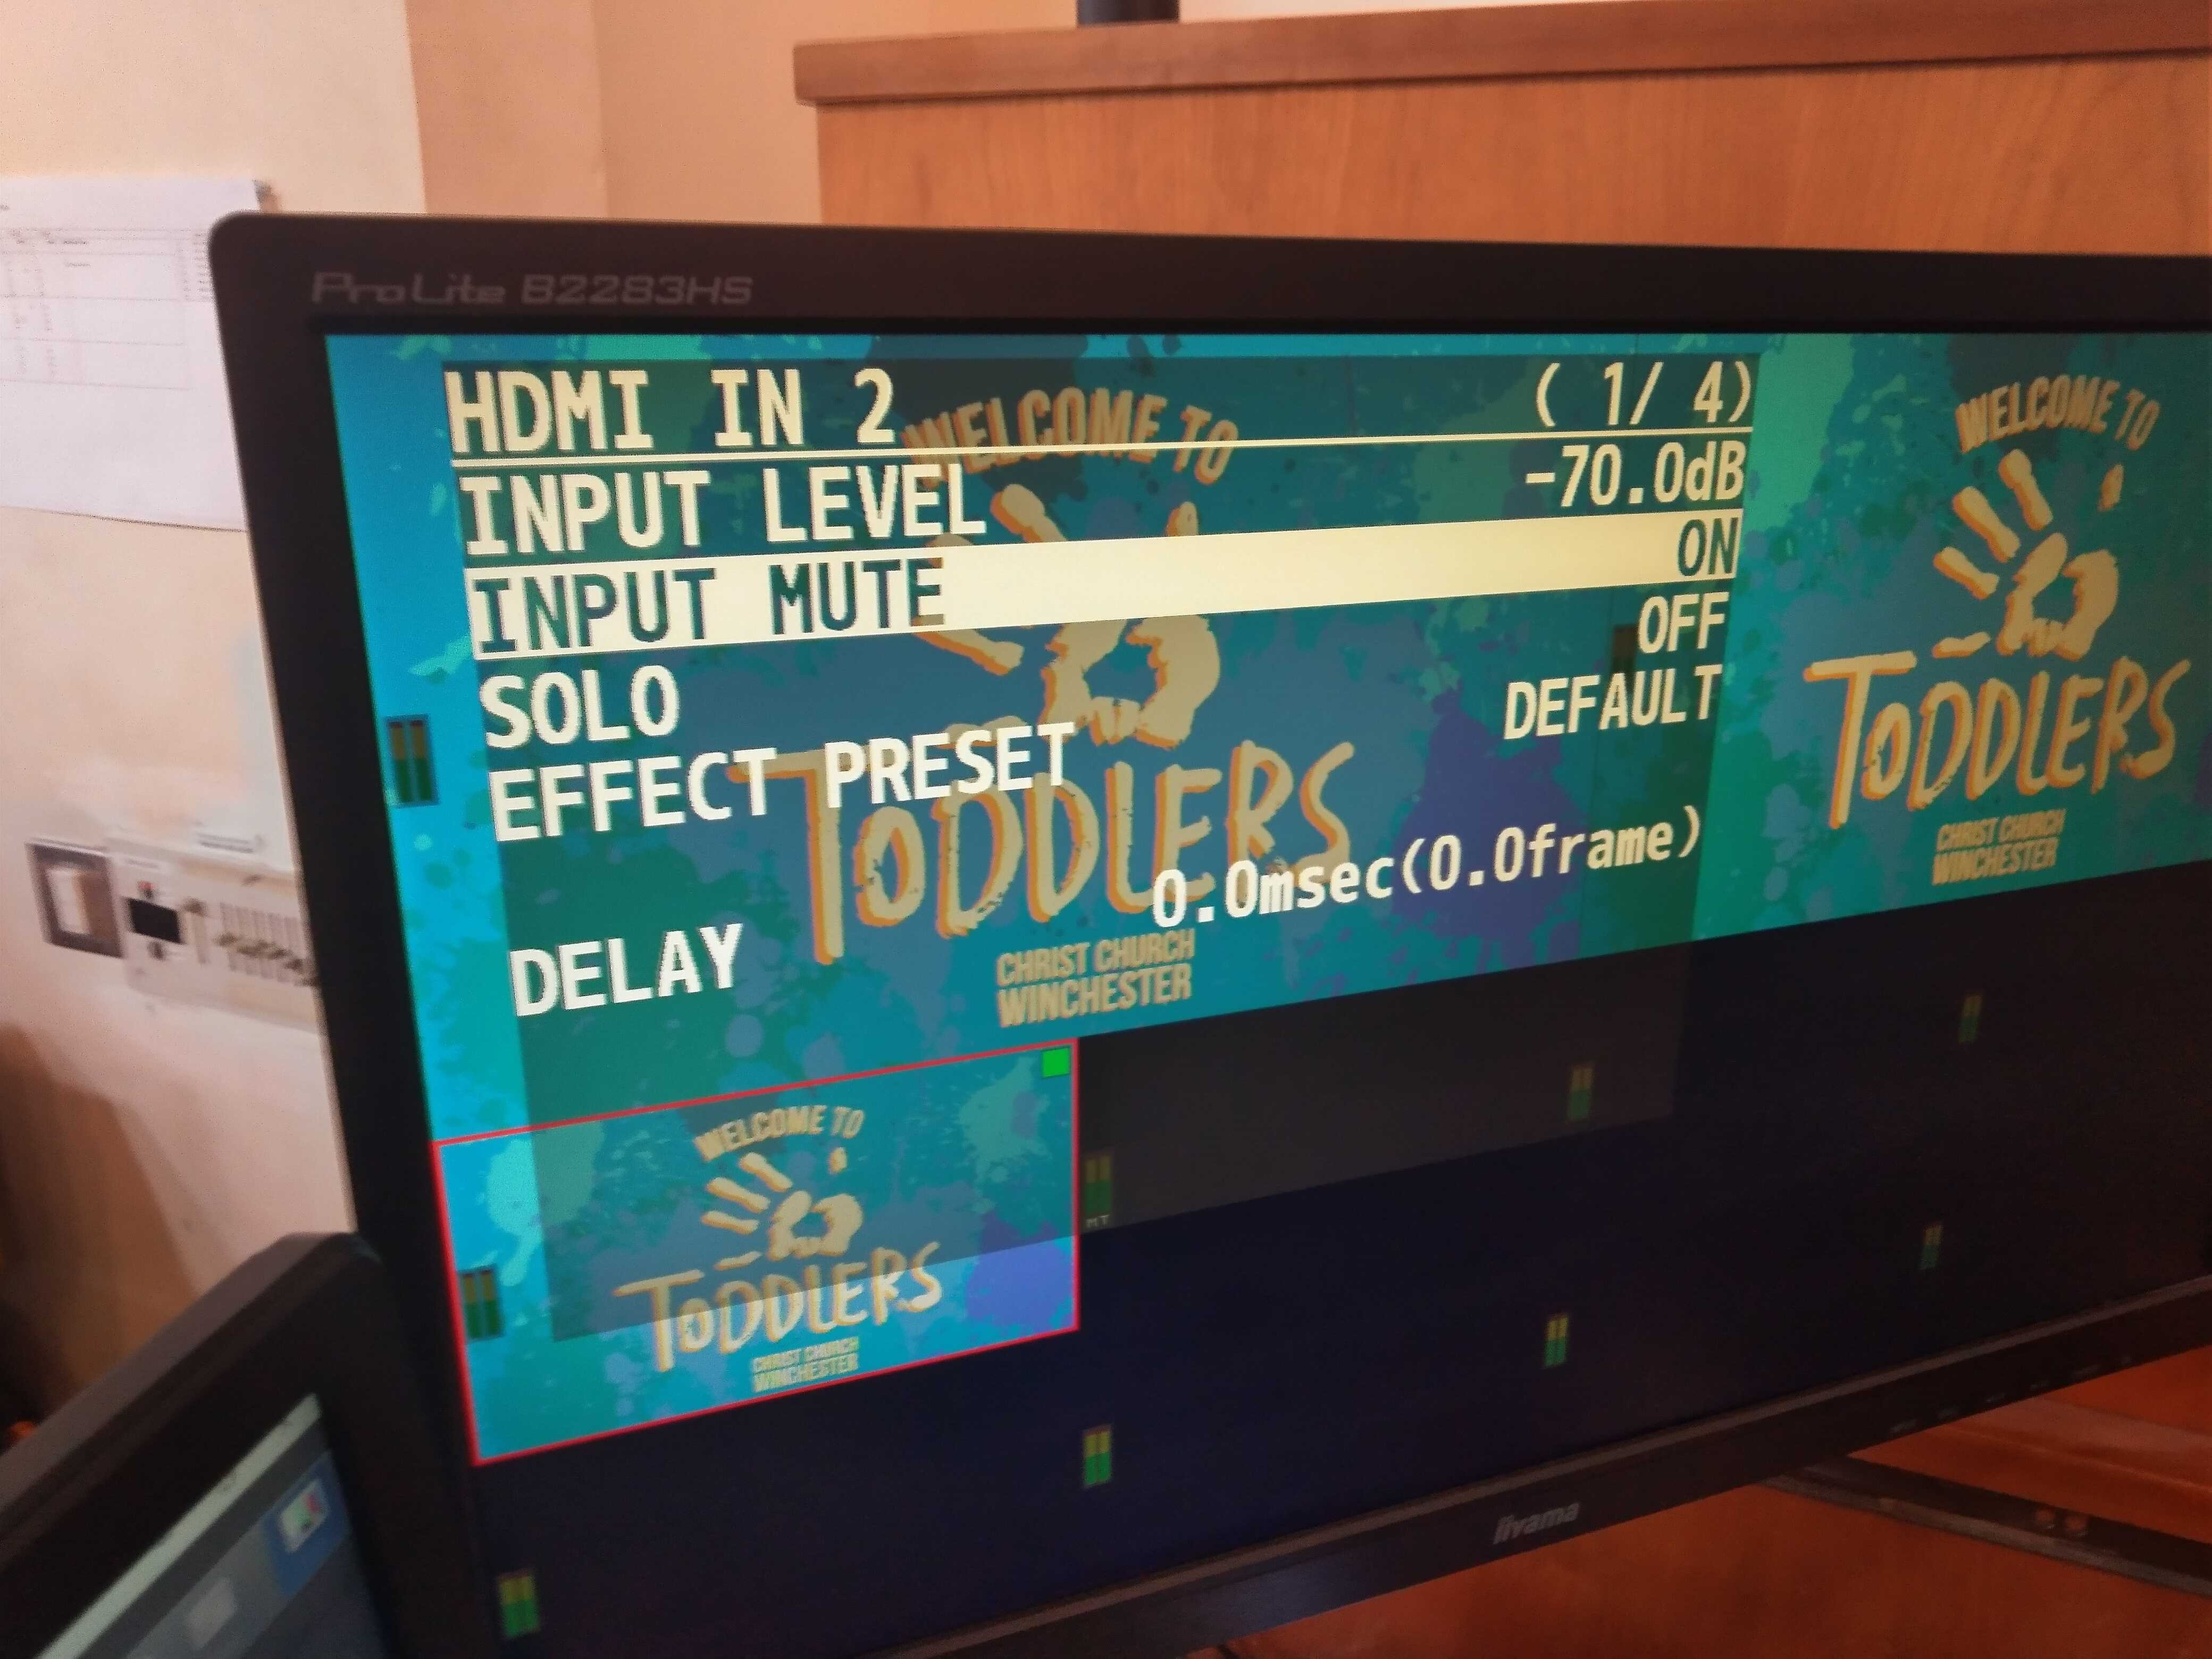 ProLite B2283HS
HDMI IN 2 ( 1/ 4)
INPUT LEVEL -70.0dB
INPUT MUTE ON
SOLO OFF
EFFECT PRESET DEFAULT
0.0msec(0.0frame)
DELAY
WELCOME TO
TODDLERS
CHRIST CHURCH
WINCHESTER
WELCOME TO
TODDLERS
CHRIST CHURCH
WINCHESTER
WELCOME TO
TODDLERS
CHRIST CHURCH
WINCHESTER
MT
iiyama